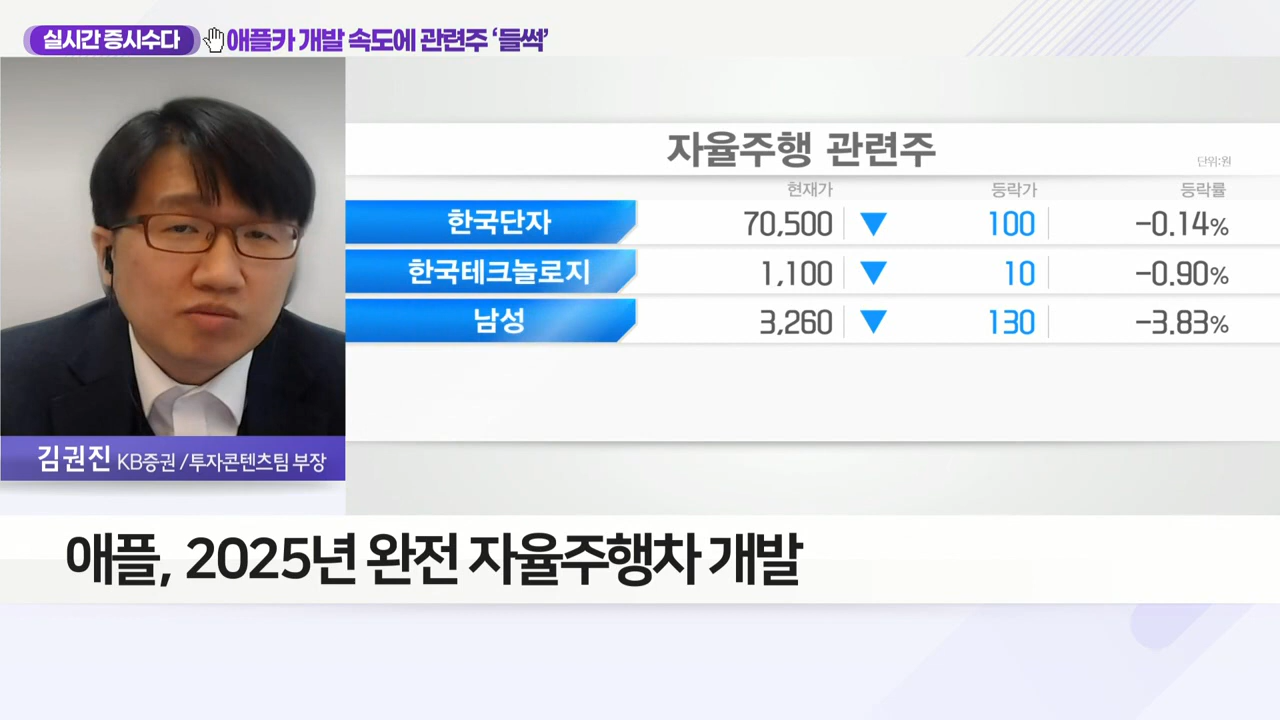 실시간 증시수다 애플카 개발 속도에 관련주 ‘들썩’
자율주행 관련주
단위:원
현재가 등락가 등락률
한국단자 70,500 ▼ 100 -0.14%
한국테크놀로지 1,100 ▼ 10 -0.90%
남성 3,260 ▼ 130 -3.83%
김권진 KB증권 / 투자콘텐츠팀 부장
애플, 2025년 완전 자율주행차 개발